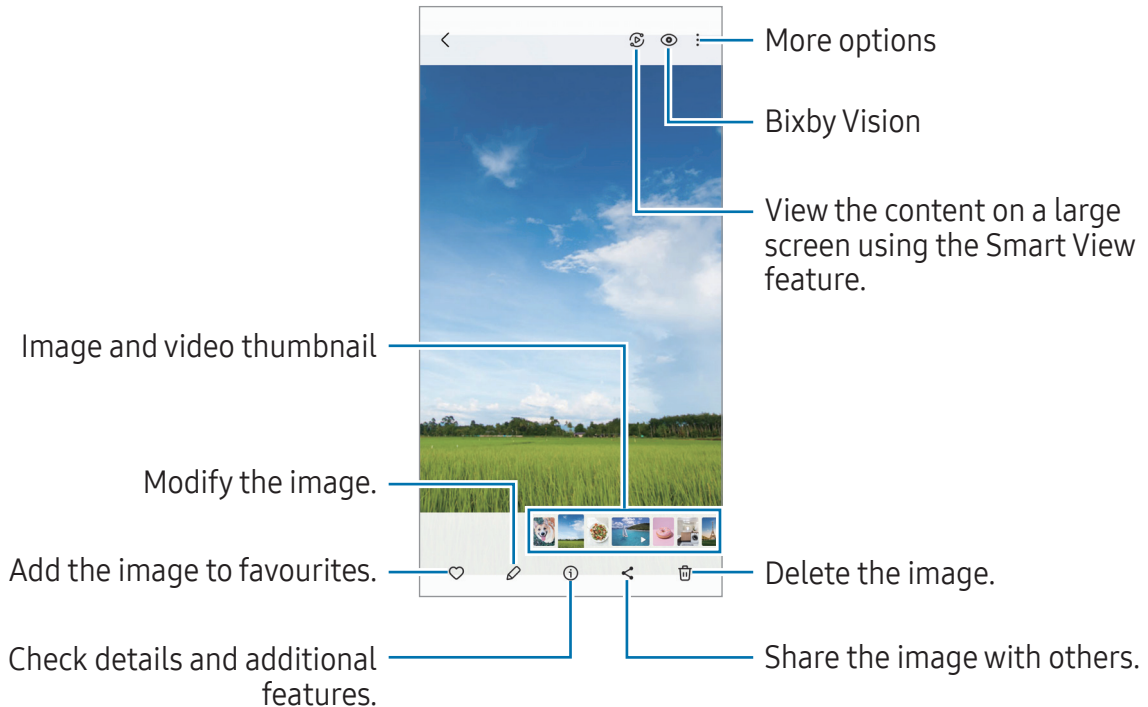 More options
Bixby Vision
View the content on a large
screen using the Smart View
feature.
Image and video thumbnail
Modify the image.
Add the image to favourites.
Delete the image.
Check details and additional
features.
Share the image with others.